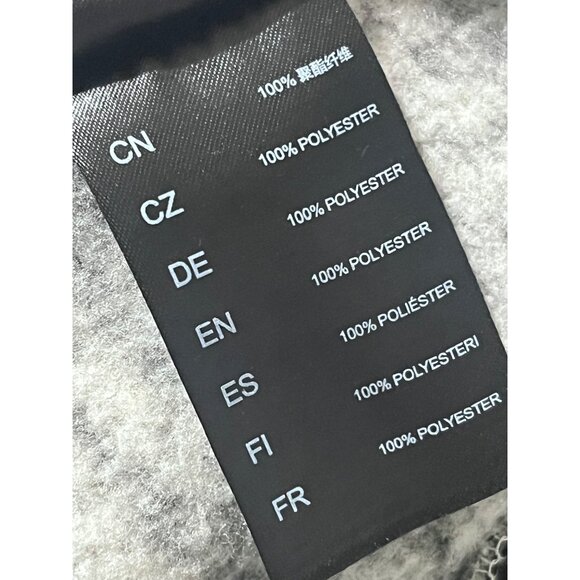 CN 100% 聚酯纤维
CZ 100% POLYESTER
DE 100% POLYESTER
EN 100% POLYESTER
ES 100% POLIÉSTER
FI 100% POLYESTERI
FR 100% POLYESTER